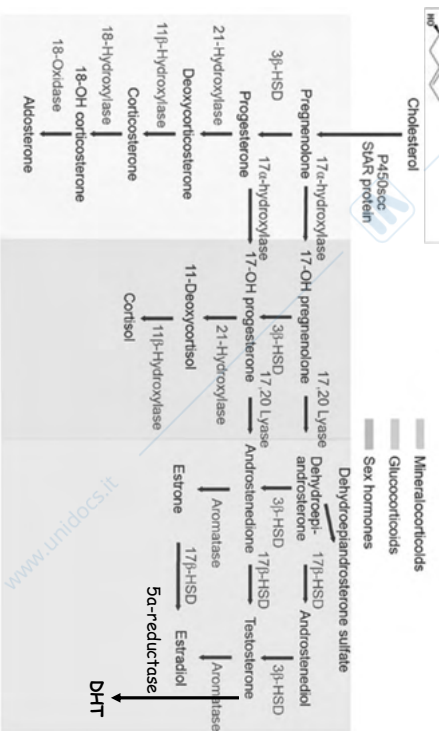 HO
Cholesterol
P450scc
StAR protein
Mineralocorticoids
Glucocorticoids
Sex hormones
Dehydroepiandrosterone sulfate
17α-hydroxylase
17,20 Lyase
17β-HSD
Pregnenolone
17-OH pregnenolone
Dehydroepi-
androsterone
Androstenediol
3β-HSD
3β-HSD
3β-HSD
3β-HSD
17α-hydroxylase
17,20 Lyase
17β-HSD
Progesterone
17-OH progesterone
Androstenedione
Testosterone
21-Hydroxylase
21-Hydroxylase
Aromatase
Aromatase
5α-reductase
DHT
Deoxycorticosterone
11-Deoxycortisol
Estrone
17β-HSD
Estradiol
11β-Hydroxylase
11β-Hydroxylase
Corticosterone
Cortisol
18-Hydroxylase
18-OH corticosterone
18-Oxidase
Aldosterone
www.unidocs.it